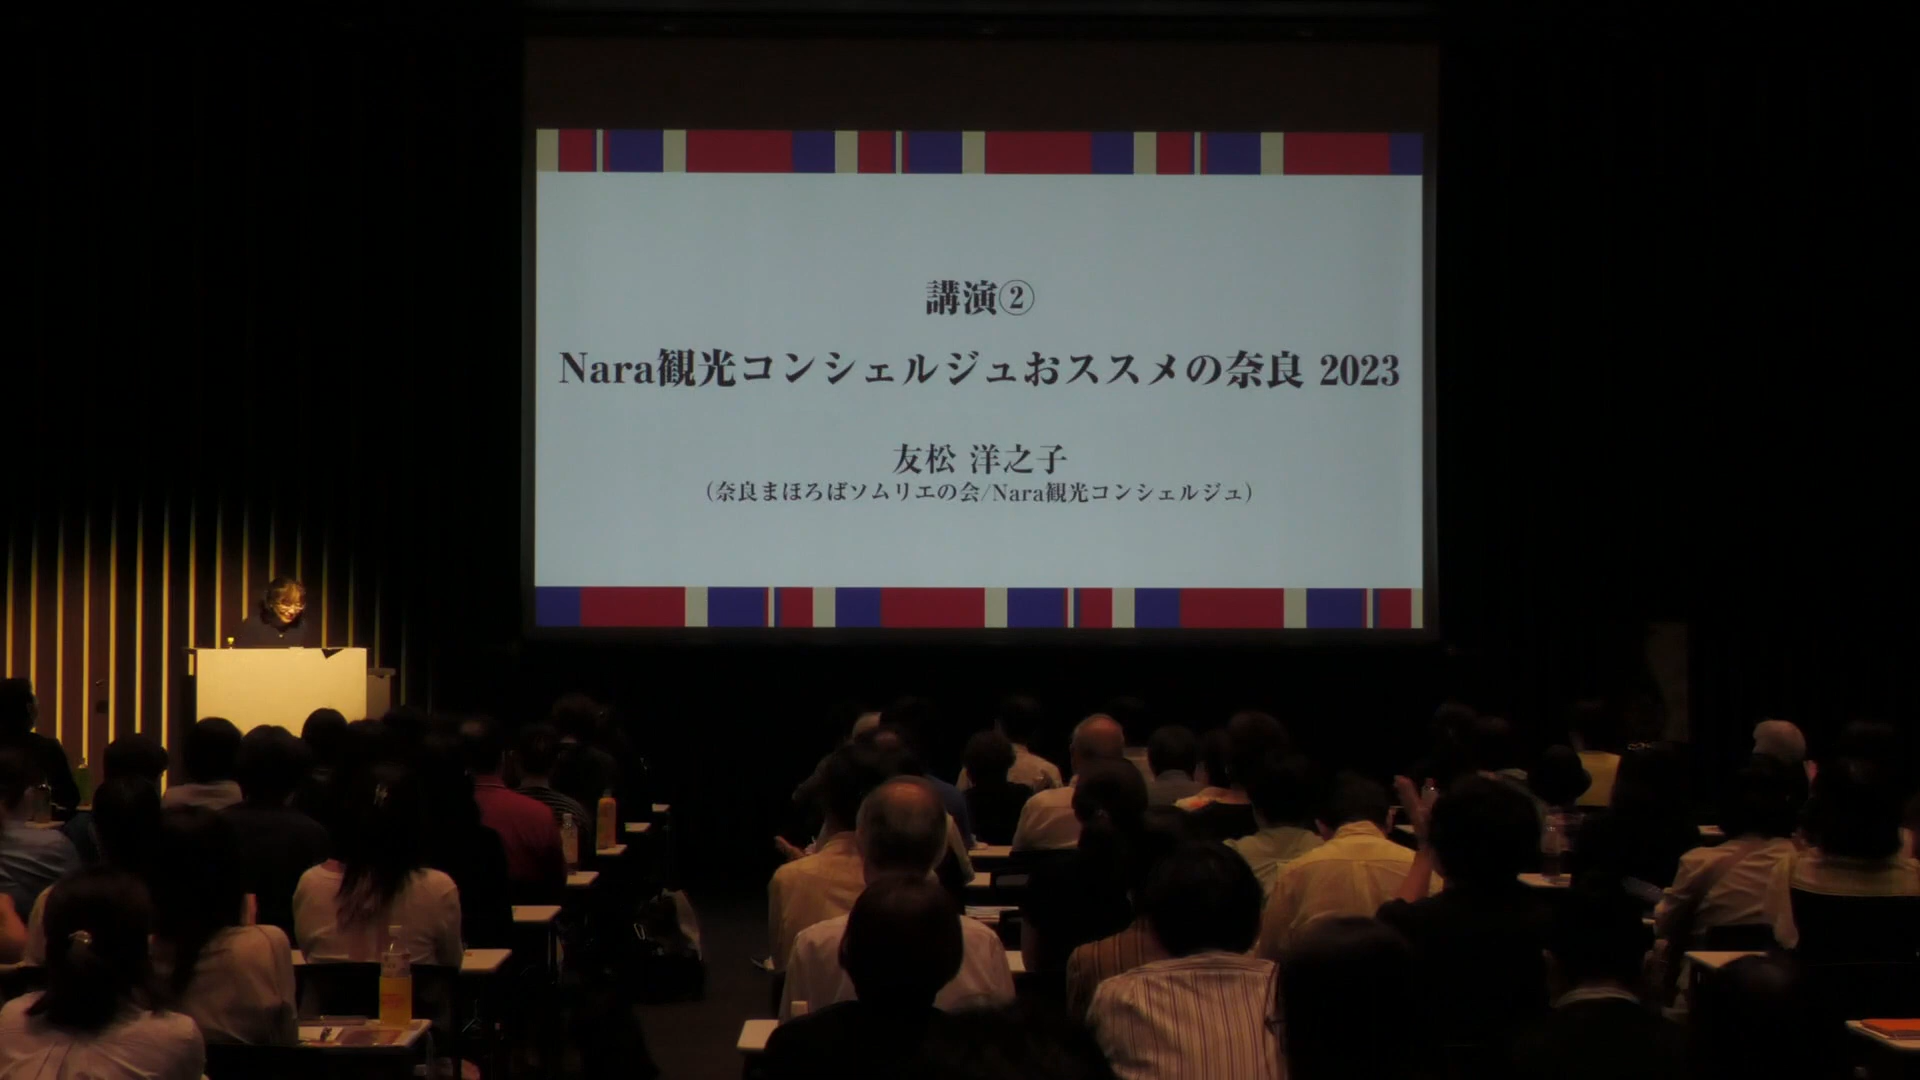 講演②
Nara観光コンシェルジュおススメの奈良 2023
友松 洋之子
（奈良まほろばソムリエの会/Nara観光コンシェルジュ）